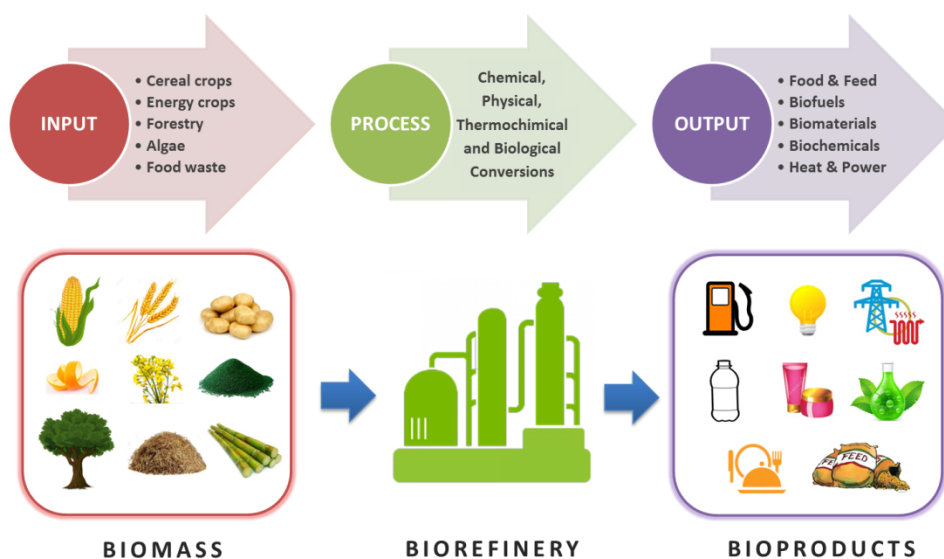 INPUT
• Cereal crops
• Energy crops
• Forestry
• Algae
• Food waste
PROCESS
Chemical,
Physical,
Thermochimical
and Biological
Conversions
OUTPUT
• Food & Feed
• Biofuels
• Biomaterials
• Biochemicals
• Heat & Power
FEED
BIOMASS
BIOREFINERY
BIOPRODUCTS